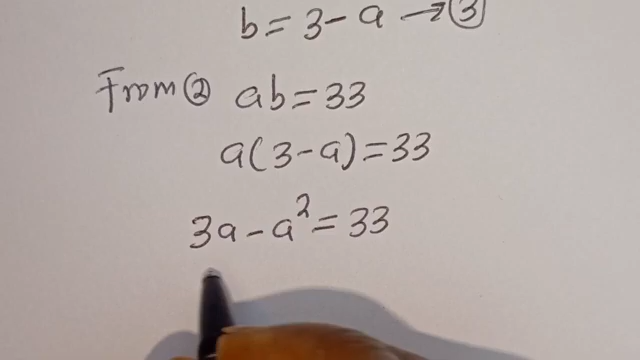 b = 3 - a → ③
From ② ab = 33
a(3 - a) = 33
3a - a² = 33